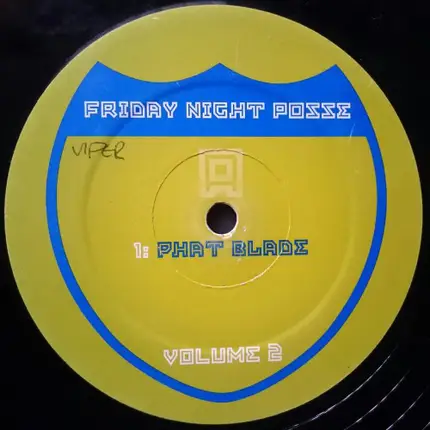 FRIDAY NIGHT POSSE
VIPER
1: PHAT BLADE
VOLUME 2